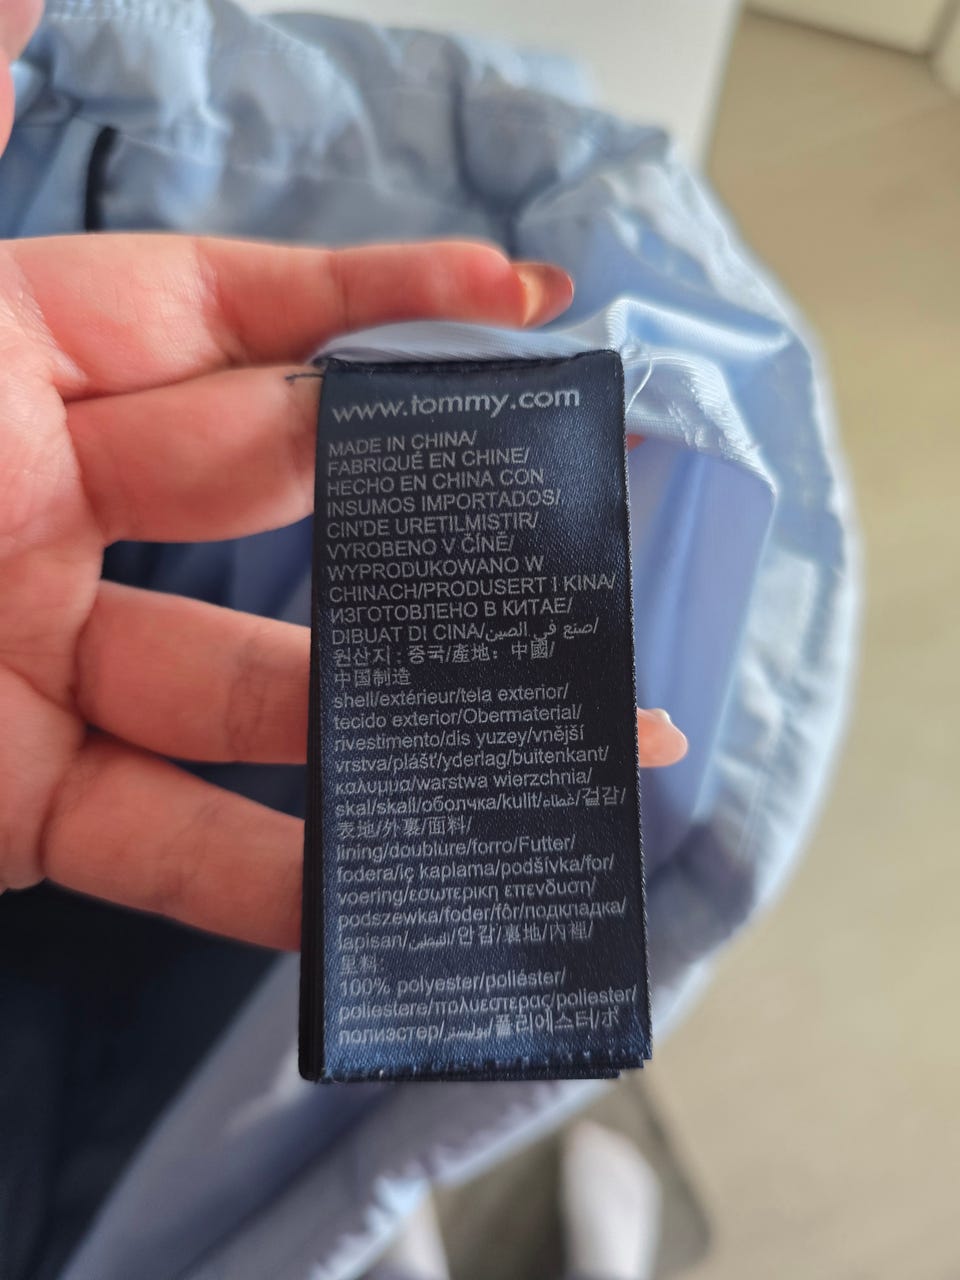 www.tommy.com
MADE IN CHINA/
FABRIQUÉ EN CHINE/
HECHO EN CHINA CON
INSUMOS IMPORTADOS/
CIN'DE URETILMISTIR/
VYROBENO V ČÍNĚ/
WYPRODUKOWANO W
CHINACH/PRODUSERT I KINA/
ИЗГОТОВЛЕНО В КИТАЕ/
DIBUAT DI CINA/صنع في الصين/
원산지 : 중국/產地：中國/
中国制造
shell/extérieur/tela exterior/
tecido exterior/Obermaterial/
rivestimento/dis yuzey/vnější
vrstva/plášť/yderlag/buitenkant/
καλυμμα/warstwa wierzchnia/
skal/skall/оболчка/kulit/غطاء/겉감/
表地/外裏/面料/
lining/doublure/forro/Futter/
fodera/iç kaplama/podšívka/for/
voering/εσωτερικη επενδυση/
podszewka/foder/fôr/подкладка/
lapisan/التبطين/안감/裏地/內裡/
里料:
100% polyester/poliéster/
poliestere/πολυεστερας/poliester/
полиэстер/بوليستر/폴리에스터/ポ